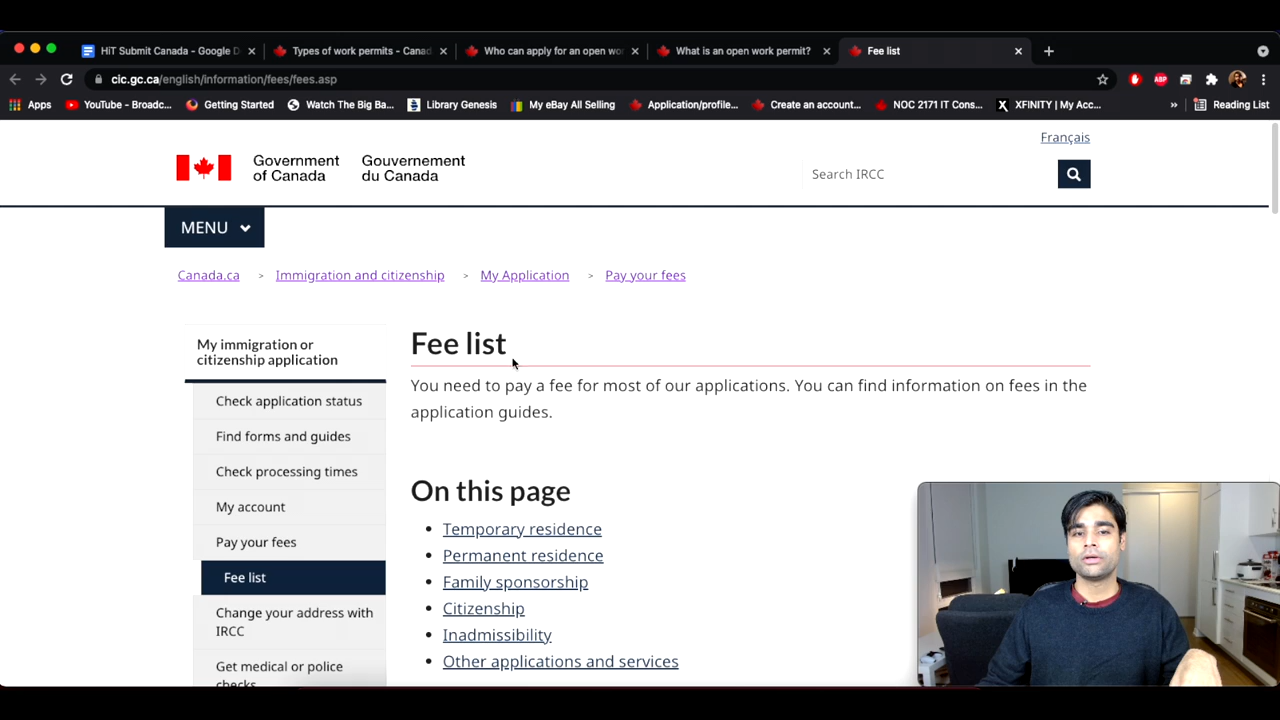 HiT Submit Canada - Google D
Types of work permits - Canad
Who can apply for an open wo
What is an open work permit?
Fee list
cic.gc.ca/english/information/fees/fees.asp
Apps
YouTube - Broadc...
Getting Started
Watch The Big Ba...
Library Genesis
My eBay All Selling
Application/profile...
Create an account...
NOC 2171 IT Cons...
XFINITY | My Acc...
»
Reading List
Français
Government of Canada
Gouvernement du Canada
Search IRCC
MENU
Canada.ca > Immigration and citizenship > My Application > Pay your fees
My immigration or
citizenship application
Check application status
Find forms and guides
Check processing times
My account
Pay your fees
Fee list
Change your address with
IRCC
Get medical or police
checks
Fee list
You need to pay a fee for most of our applications. You can find information on fees in the
application guides.
On this page
• Temporary residence
• Permanent residence
• Family sponsorship
• Citizenship
• Inadmissibility
• Other applications and services